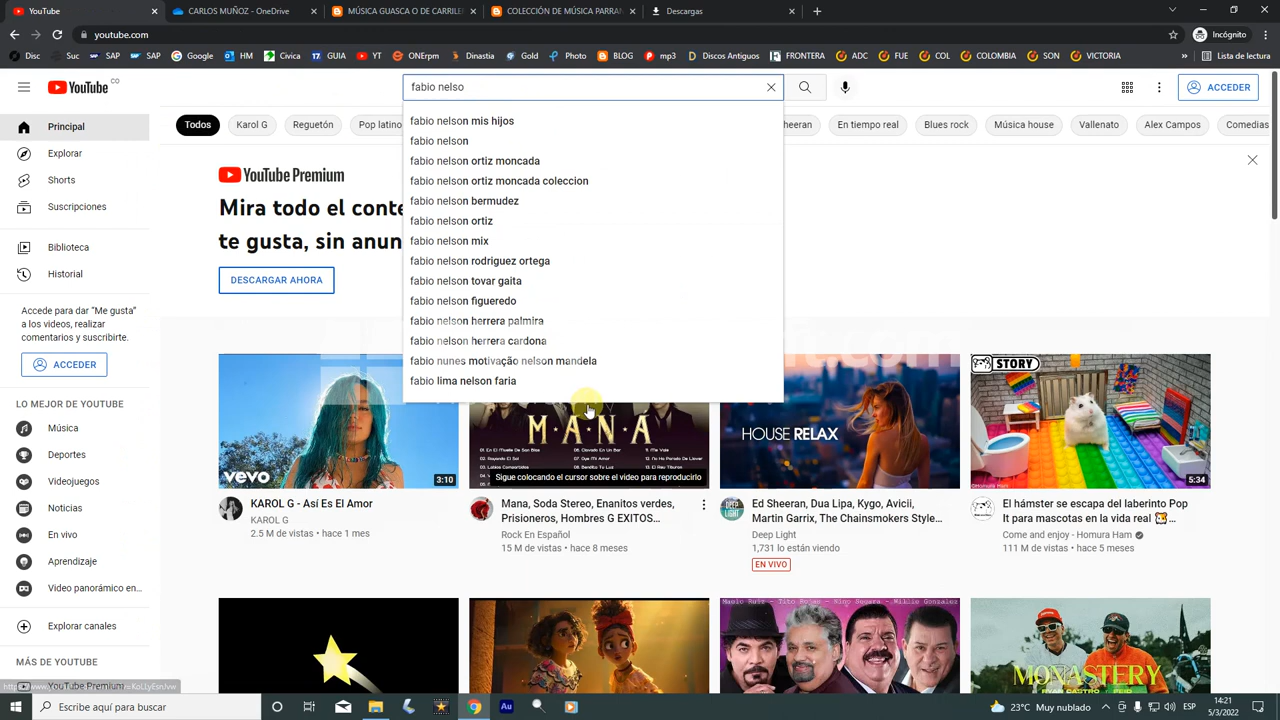 YouTube
CARLOS MUÑOZ - OneDrive
MÚSICA GUASCA O DE CARRILER
COLECCIÓN DE MÚSICA PARRAN
Descargas
youtube.com
Incógnito
Disc
Suc
SAP
SAP
Google
HM
Civica
GUIA
YT
ONErpm
Gold
Photo
BLOG
mp3
Discos Antiguos
FRONTERA
ADC
FUE
COL
COLOMBIA
SON
VICTORIA
Lista de lectura
YouTube CO
fabio nelso
ACCEDER
Todos
Karol G
Reguetón
Pop latino
heeran
En tiempo real
Blues rock
Música house
Vallenato
Alex Campos
Comedias
Principal
Explorar
Shorts
Suscripciones
Biblioteca
Historial
Accede para dar “Me gusta”
a los videos, realizar
comentarios y suscribirte.
ACCEDER
LO MEJOR DE YOUTUBE
Música
Deportes
Videojuegos
Noticias
En vivo
Aprendizaje
Video panorámico en...
Explorar canales
MÁS DE YOUTUBE
YouTube Premium
fabio nelson mis hijos
fabio nelson
fabio nelson ortiz moncada
fabio nelson ortiz moncada coleccion
fabio nelson bermudez
fabio nelson ortiz
fabio nelson mix
fabio nelson rodriguez ortega
fabio nelson tovar gaita
fabio nelson figueredo
fabio nelson herrera palmira
fabio nelson herrera cardona
fabio nunes motivação nelson mandela
fabio lima nelson faria
YouTube Premium
Mira todo el conte
te gusta, sin anun
DESCARGAR AHORA
vevo
3:10
KAROL G - Así Es El Amor
KAROL G
2.5 M de vistas • hace 1 mes
MANA
Sigue colocando el cursor sobre el video para reproducirlo
Mana, Soda Stereo, Enanitos verdes,
Prisioneros, Hombres G EXITOS...
Rock En Español
15 M de vistas • hace 8 meses
HOUSE RELAX
Ed Sheeran, Dua Lipa, Kygo, Avicii,
Martin Garrix, The Chainsmokers Style...
Deep Light
1,731 lo están viendo
EN VIVO
STORY
5:34
El hámster se escapa del laberinto Pop
It para mascotas en la vida real ...
Come and enjoy - Homura Ham
111 M de vistas • hace 5 meses
MONASTERY
Escribe aquí para buscar
23°C Muy nublado
ESP
14:21
5/3/2022